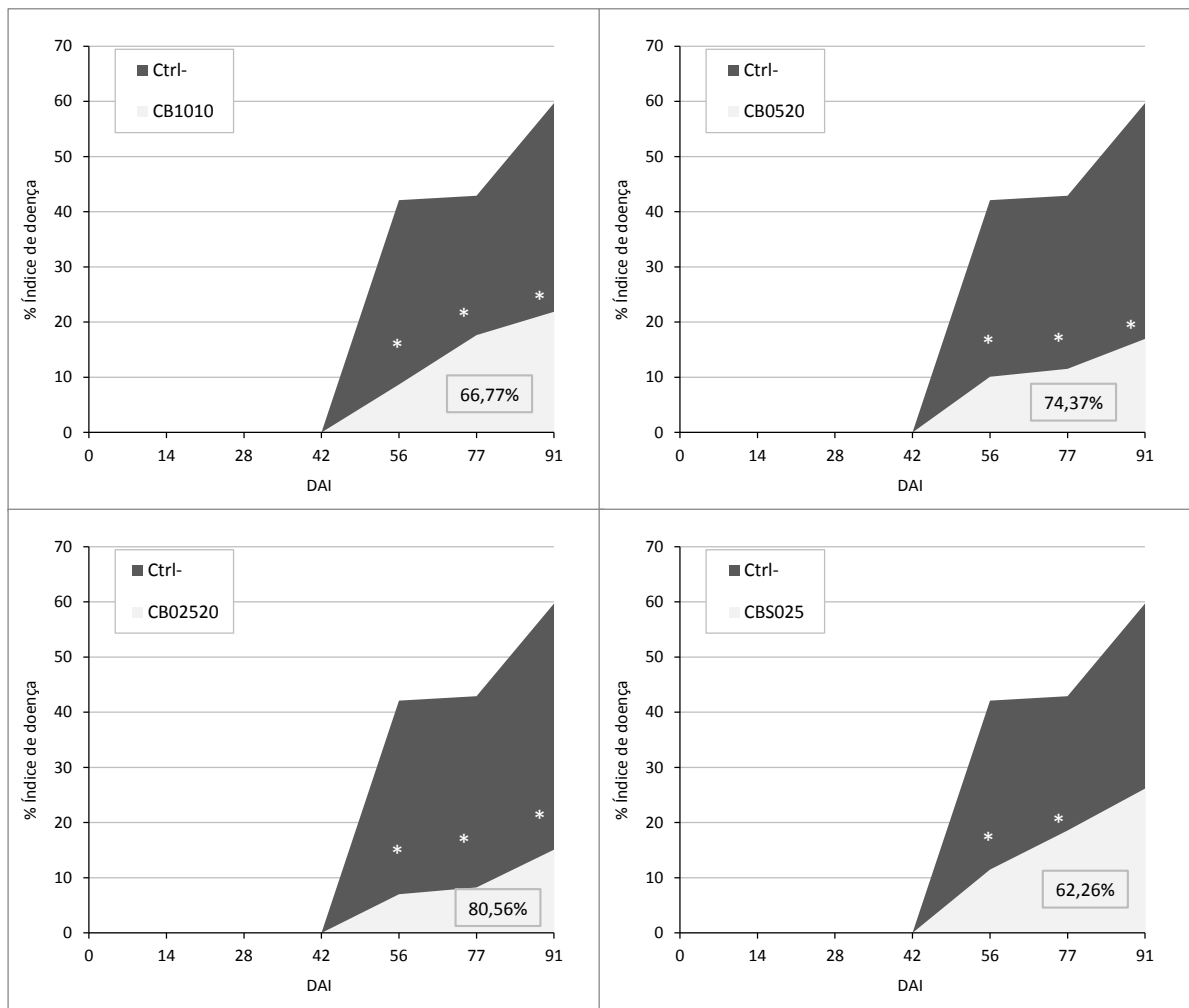 70
60
50
40
30
20
10
0
% Índice de doença
Ctrl-
CB1010
*
*
*
66,77%
0 14 28 42 56 77 91
DAI
70
60
50
40
30
20
10
0
% Índice de doença
Ctrl-
CB0520
*
*
*
74,37%
0 14 28 42 56 77 91
DAI
70
60
50
40
30
20
10
0
% Índice de doença
Ctrl-
CB02520
*
*
*
80,56%
0 14 28 42 56 77 91
DAI
70
60
50
40
30
20
10
0
% Índice de doença
Ctrl-
CBS025
*
*
62,26%
0 14 28 42 56 77 91
DAI